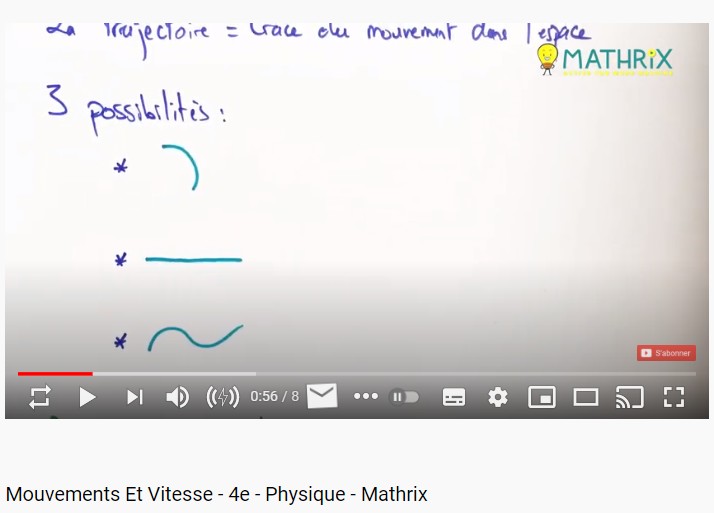 La Trajectoire = trace du mouvement dans l'espace
MATHRiX
3 possibilités :
*
*
*
S'abonner
0:56 / 8
Mouvements Et Vitesse - 4e - Physique - Mathrix